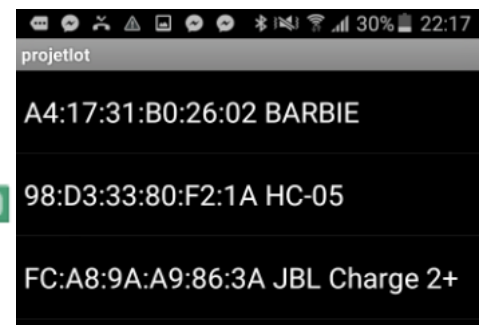 30% 22:17
projetIot
A4:17:31:B0:26:02 BARBIE
98:D3:33:80:F2:1A HC-05
FC:A8:9A:A9:86:3A JBL Charge 2+